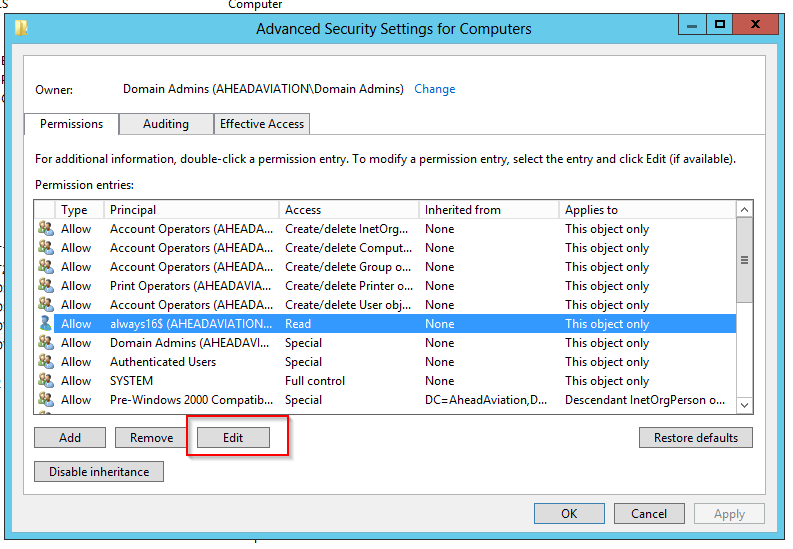 Computer
Advanced Security Settings for Computers
Owner: Domain Admins (AHEADAVIATION\Domain Admins) Change
Permissions Auditing Effective Access
For additional information, double-click a permission entry. To modify a permission entry, select the entry and click Edit (if available).
Permission entries:
Type Principal Access Inherited from Applies to
Allow Account Operators (AHEADA... Create/delete InetOrg... None This object only
Allow Account Operators (AHEADA... Create/delete Comput... None This object only
Allow Account Operators (AHEADA... Create/delete Group o... None This object only
Allow Print Operators (AHEADAVIA... Create/delete Printer o... None This object only
Allow Account Operators (AHEADA... Create/delete User obj... None This object only
Allow always16$ (AHEADAVIATION... Read None This object only
Allow Domain Admins (AHEADAVI... Special None This object only
Allow Authenticated Users Special None This object only
Allow SYSTEM Full control None This object only
Allow Pre-Windows 2000 Compatib... Special DC=AheadAviation,D... Descendant InetOrgPerson o...
Add Remove Edit Restore defaults
Disable inheritance
OK Cancel Apply